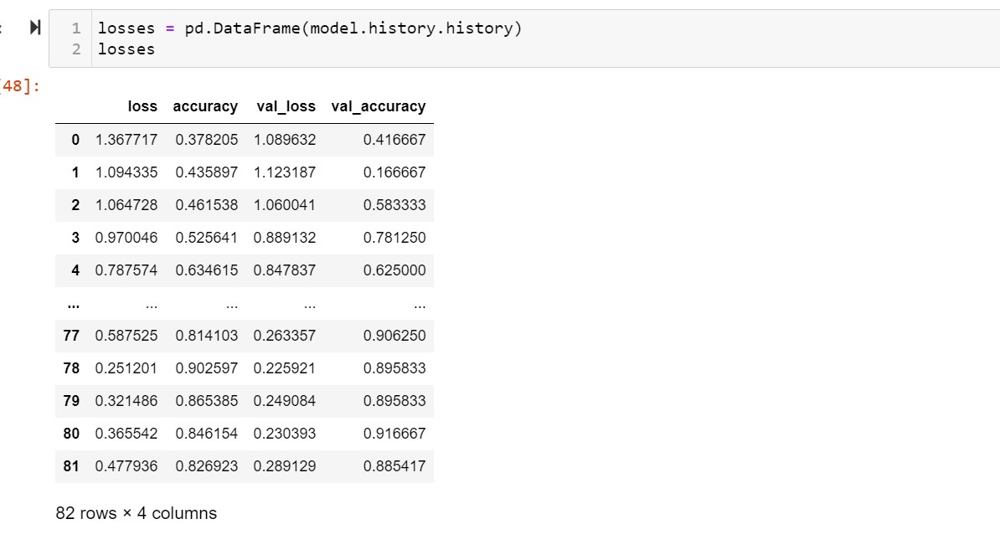 :
1 losses = pd.DataFrame(model.history.history)
2 losses
[48]:
loss accuracy val_loss val_accuracy
0 1.367717 0.378205 1.089632 0.416667
1 1.094335 0.435897 1.123187 0.166667
2 1.064728 0.461538 1.060041 0.583333
3 0.970046 0.525641 0.889132 0.781250
4 0.787574 0.634615 0.847837 0.625000
... ... ... ... ...
77 0.587525 0.814103 0.263357 0.906250
78 0.251201 0.902597 0.225921 0.895833
79 0.321486 0.865385 0.249084 0.895833
80 0.365542 0.846154 0.230393 0.916667
81 0.477936 0.826923 0.289129 0.885417
82 rows × 4 columns